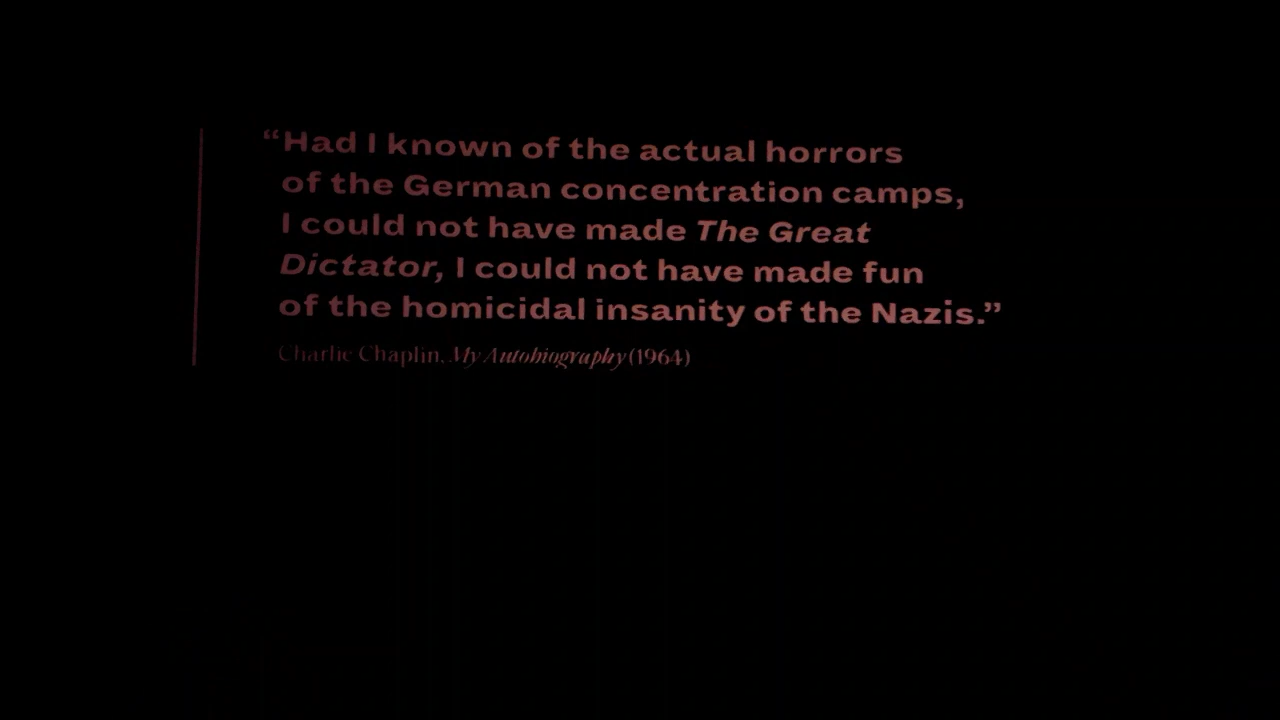 “Had I known of the actual horrors
of the German concentration camps,
I could not have made The Great
Dictator, I could not have made fun
of the homicidal insanity of the Nazis.”
Charlie Chaplin, My Autobiography (1964)